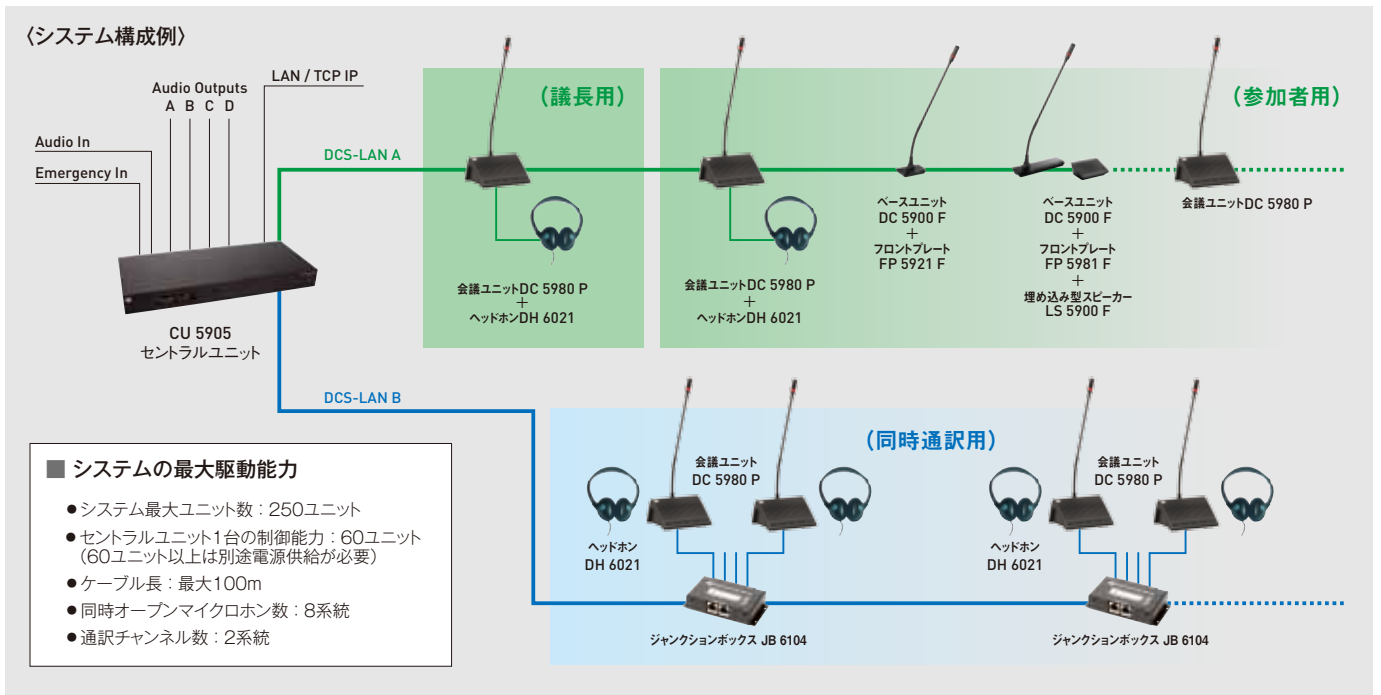 〈システム構成例〉
LAN / TCP IP
Audio Outputs
A B C D
Audio In
Emergency In
CU 5905
セントラルユニット
DCS-LAN A
（議長用）
会議ユニットDC 5980 P
＋
ヘッドホンDH 6021
（参加者用）
会議ユニットDC 5980 P
＋
ヘッドホンDH 6021
ベースユニット
DC 5900 F
＋
フロントプレート
FP 5921 F
ベースユニット
DC 5900 F
＋
フロントプレート
FP 5981 F
＋
埋め込み型スピーカー
LS 5900 F
会議ユニットDC 5980 P
DCS-LAN B
（同時通訳用）
会議ユニット
DC 5980 P
ヘッドホン
DH 6021
ジャンクションボックス JB 6104
会議ユニット
DC 5980 P
ヘッドホン
DH 6021
ジャンクションボックス JB 6104
■ システムの最大駆動能力
●システム最大ユニット数：250ユニット
●セントラルユニット1台の制御能力：60ユニット
（60ユニット以上は別途電源供給が必要）
●ケーブル長：最大100m
●同時オープンマイクロホン数：8系統
●通訳チャンネル数：2系統